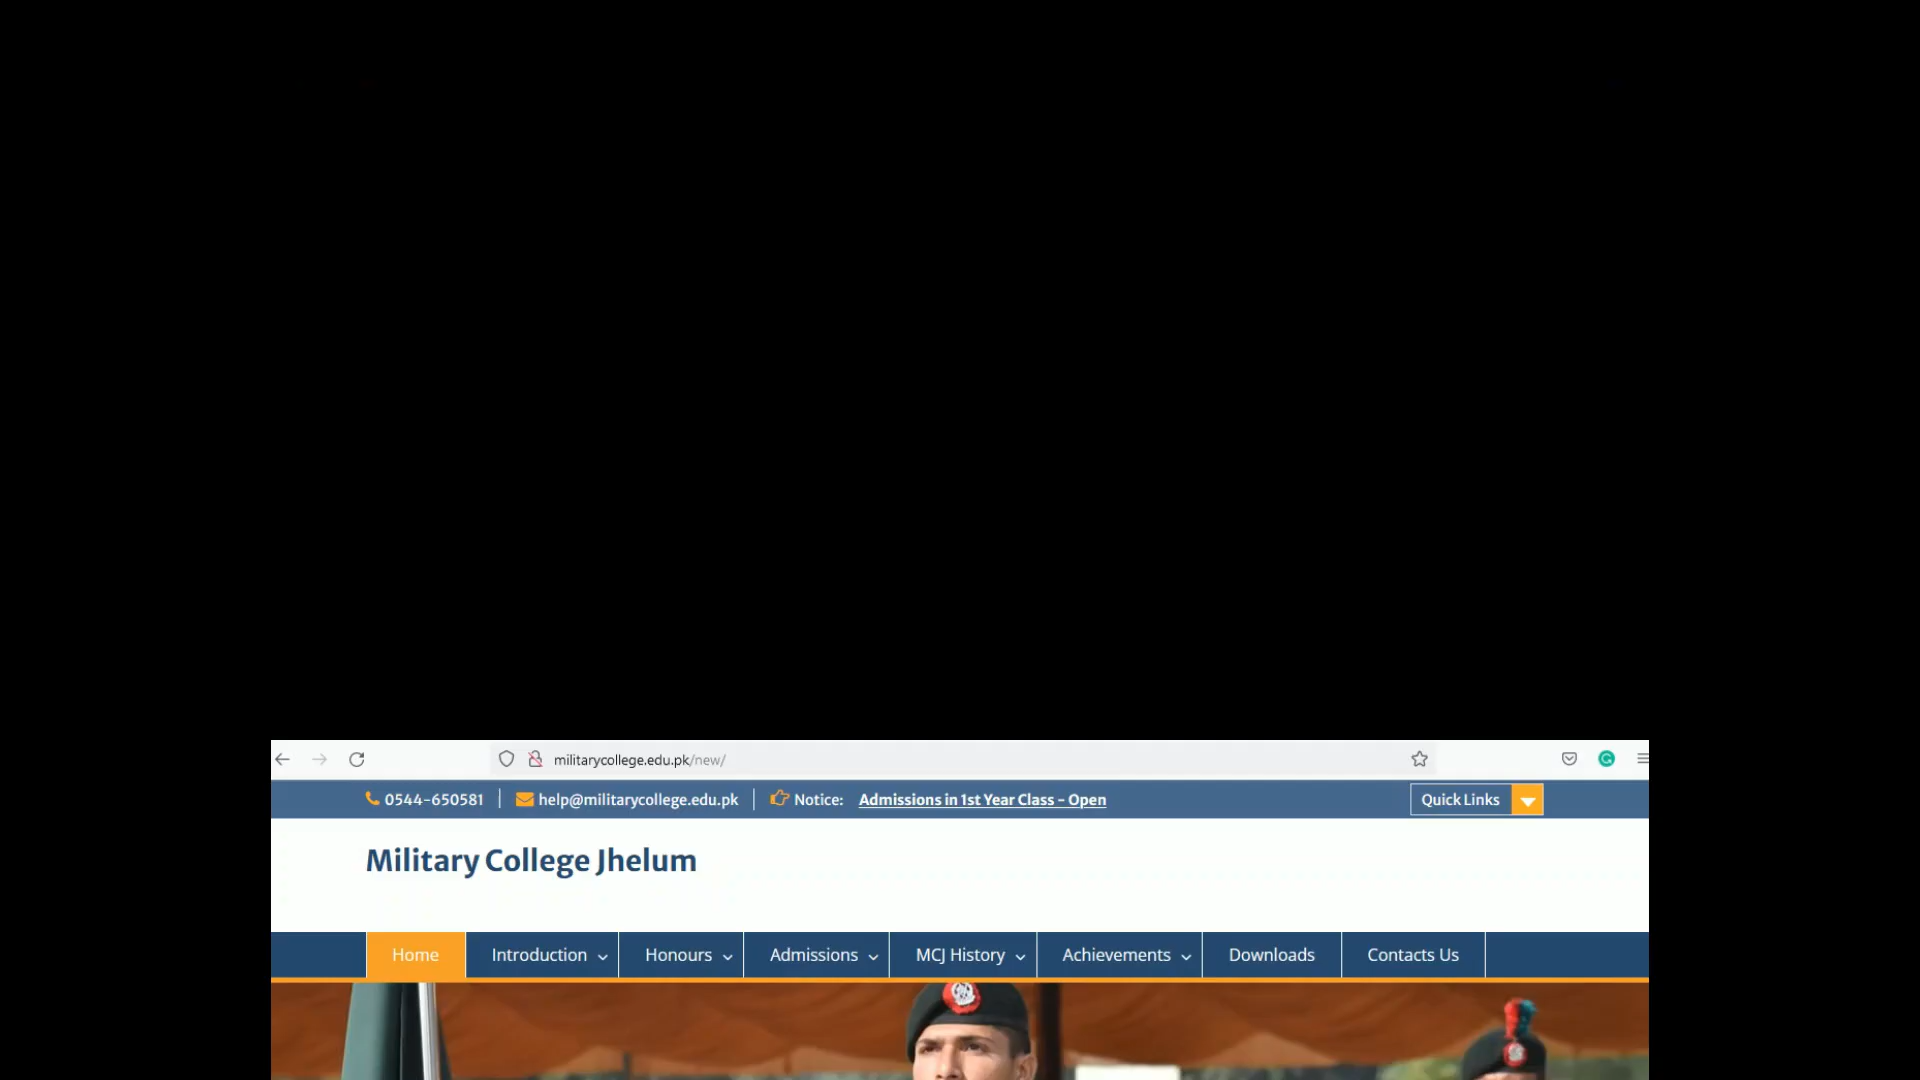 militarycollege.edu.pk/new/
0544-650581 help@militarycollege.edu.pk Notice: Admissions in 1st Year Class - Open Quick Links
Military College Jhelum
Home Introduction Honours Admissions MCJ History Achievements Downloads Contacts Us